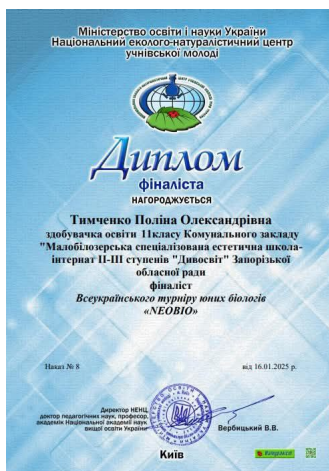 Міністерство освіти і науки України
Національний еколого-натуралістичний центр
учнівської молоді
Диплом
фіналіста
НАГОРОДЖУЄТЬСЯ
Тимченко Поліна Олександрівна
здобувачка освіти 11класу Комунального закладу
"Малобілозерська спеціалізована естетична школа-
інтернат ІІ-ІІІ ступенів "Дивосвіт" Запорізької
обласної ради
фіналіст
Всеукраїнського турніру юних біологів
«NEOBIO»
Наказ № 8
від 16.01.2025 р.
Директор НЕНЦ,
доктор педагогічних наук, професор,
академік Національної академії наук
вищої освіти України
Вербицький В.В.
Київ